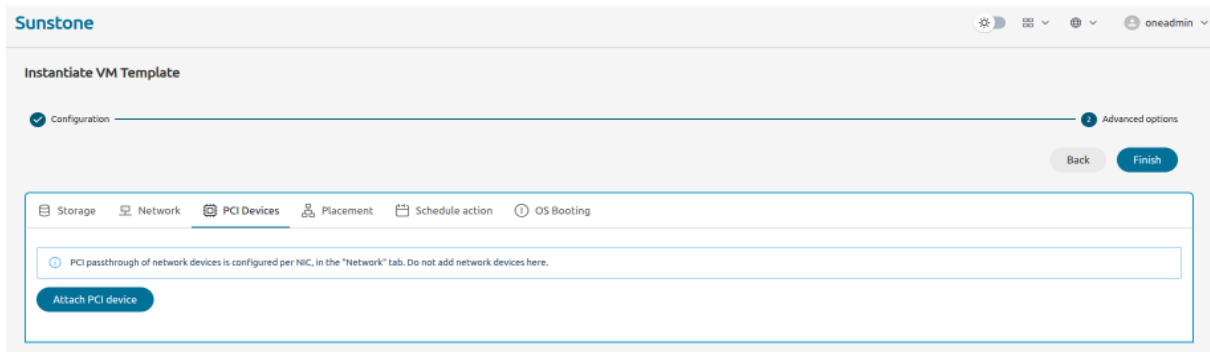 Sunstone
oneadmin
Instantiate VM Template
Configuration
2 Advanced options
Back Finish
Storage Network PCI Devices Placement Schedule action OS Booting
PCI passthrough of network devices is configured per NIC, in the "Network" tab. Do not add network devices here.
Attach PCI device